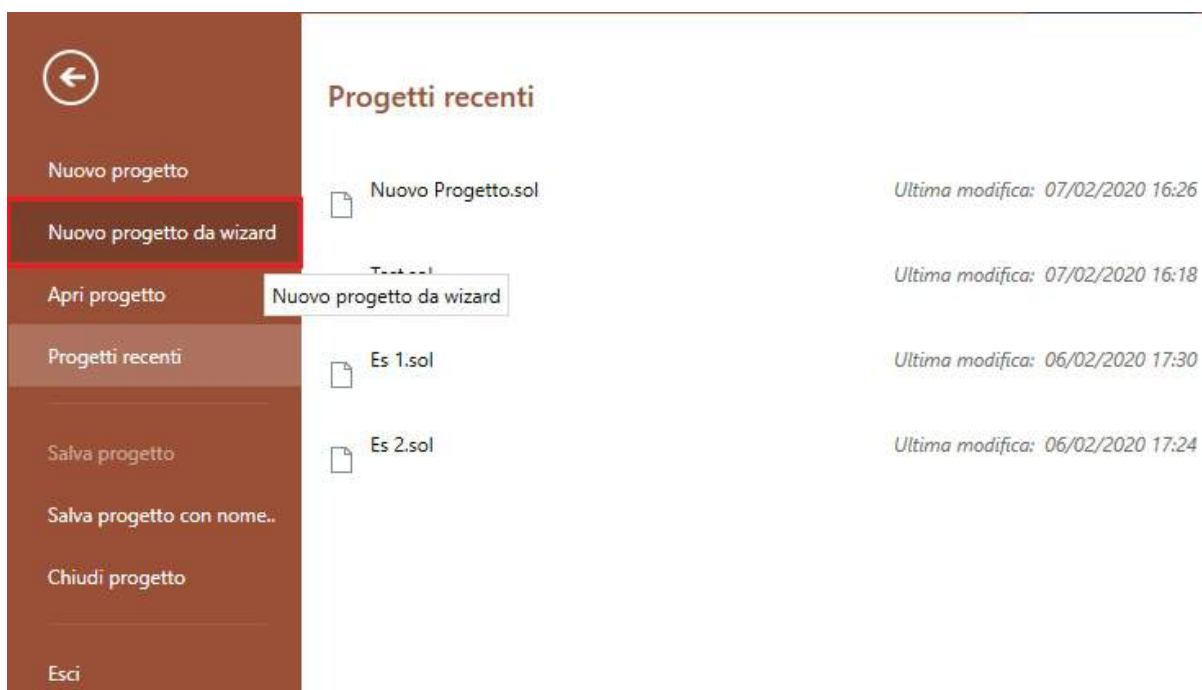 Progetti recenti
Nuovo progetto
Nuovo progetto da wizard
Apri progetto
Progetti recenti
Salva progetto
Salva progetto con nome..
Chiudi progetto
Esci
Nuovo progetto da wizard
Nuovo Progetto.sol Ultima modifica: 07/02/2020 16:26
Ultima modifica: 07/02/2020 16:18
Es 1.sol Ultima modifica: 06/02/2020 17:30
Es 2.sol Ultima modifica: 06/02/2020 17:24